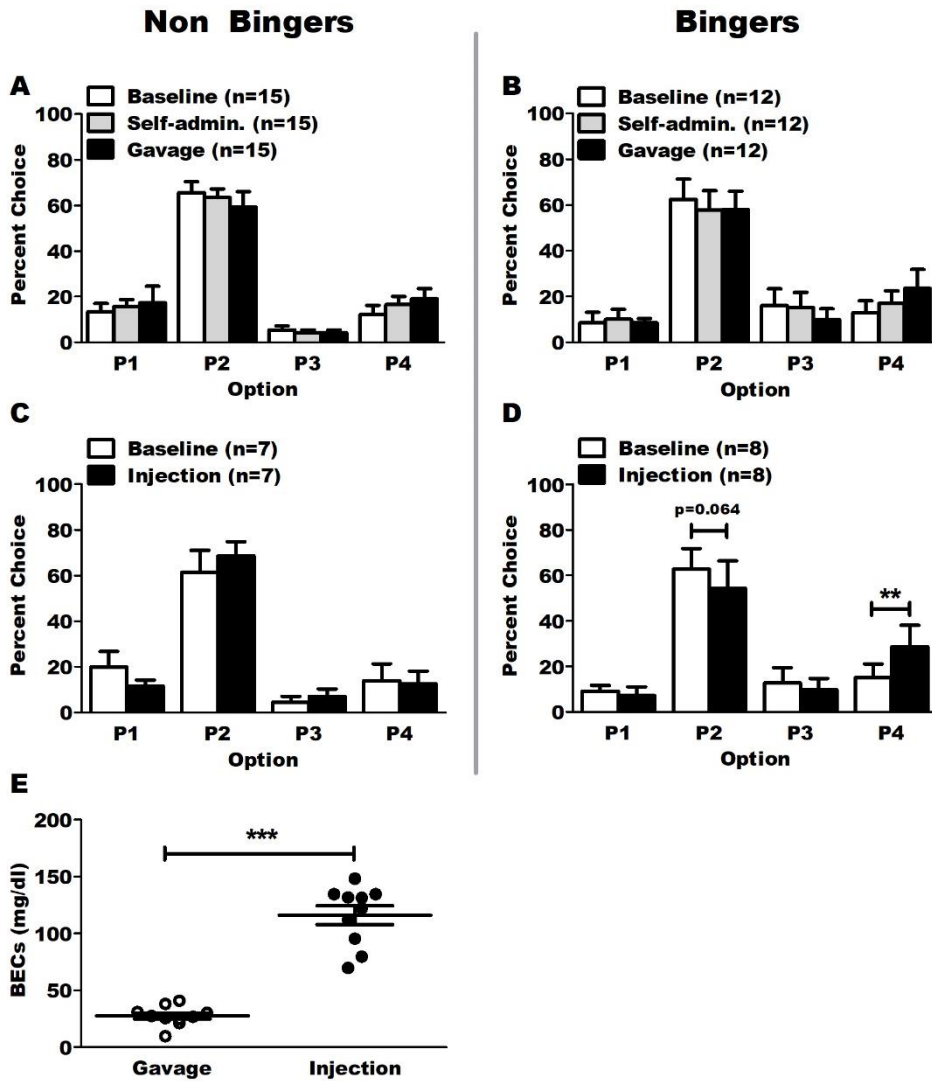 Non Bingers
Bingers
A
Baseline (n=15)
Self-admin. (n=15)
Gavage (n=15)
100
80
60
40
20
0
Percent Choice
P1 P2 P3 P4
Option
B
Baseline (n=12)
Self-admin. (n=12)
Gavage (n=12)
100
80
60
40
20
0
Percent Choice
P1 P2 P3 P4
Option
C
Baseline (n=7)
Injection (n=7)
100
80
60
40
20
0
Percent Choice
P1 P2 P3 P4
Option
D
Baseline (n=8)
Injection (n=8)
100
80
60
40
20
0
Percent Choice
p=0.064
**
P1 P2 P3 P4
Option
E
200
150
100
50
0
BECs (mg/dl)
***
Gavage Injection